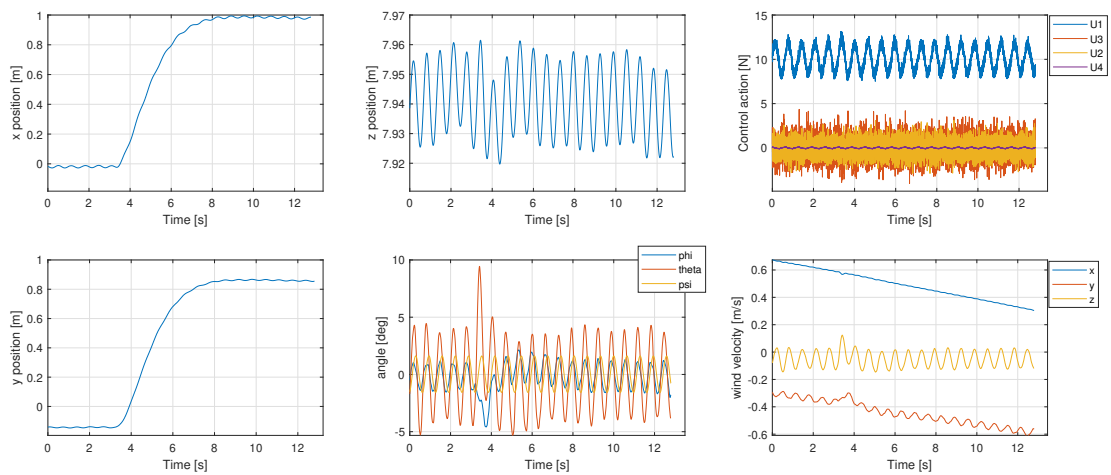 1
0.8
0.6
0.4
0.2
0
x position [m]
0 2 4 6 8 10 12
Time [s]
7.97
7.96
7.95
7.94
7.93
7.92
z position [m]
0 2 4 6 8 10 12
Time [s]
15
10
5
0
Control action [N]
0 2 4 6 8 10 12
Time [s]
U1
U3
U2
U4
1
0.8
0.6
0.4
0.2
0
y position [m]
0 2 4 6 8 10 12
Time [s]
10
5
0
-5
angle [deg]
0 2 4 6 8 10 12
Time [s]
phi
theta
psi
0.6
0.4
0.2
0
-0.2
-0.4
-0.6
wind velocity [m/s]
0 2 4 6 8 10 12
Time [s]
x
y
z